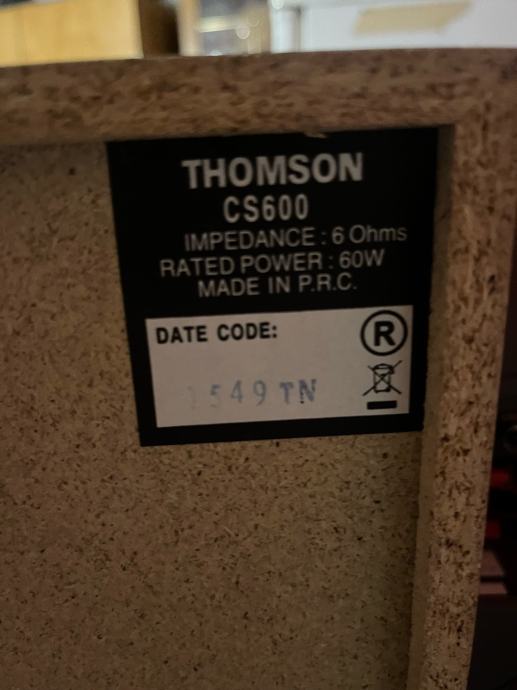 THOMSON
CS600
IMPEDANCE : 6 Ohms
RATED POWER : 60W
MADE IN P.R.C.
DATE CODE:
®
1549 TN